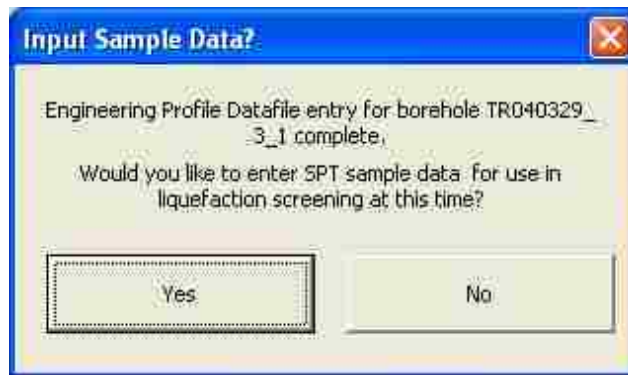 Input Sample Data?
Engineering Profile Datafile entry for borehole TR040329_
3_1 complete.
Would you like to enter SPT sample data for use in
liquefaction screening at this time?
Yes
No